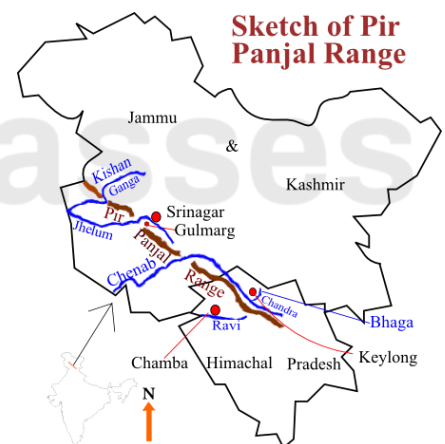 Sketch of Pir
Panjal Range
Jammu
&
Kashmir
asses
Kishan
Ganga
Pir
Srinagar
Gulmarg
Jhelum
Panjal
Chenab
Range
Chandra
Bhaga
Ravi
Chamba
Himachal
Pradesh
Keylong
N